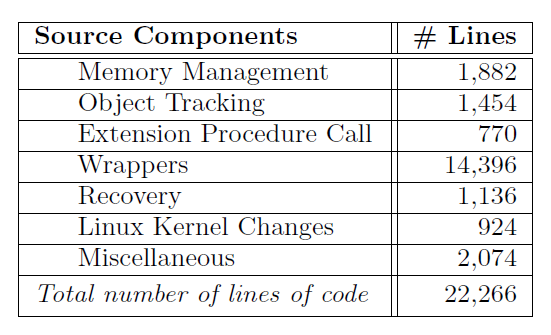 Source Components # Lines
Memory Management 1,882
Object Tracking 1,454
Extension Procedure Call 770
Wrappers 14,396
Recovery 1,136
Linux Kernel Changes 924
Miscellaneous 2,074
Total number of lines of code 22,266